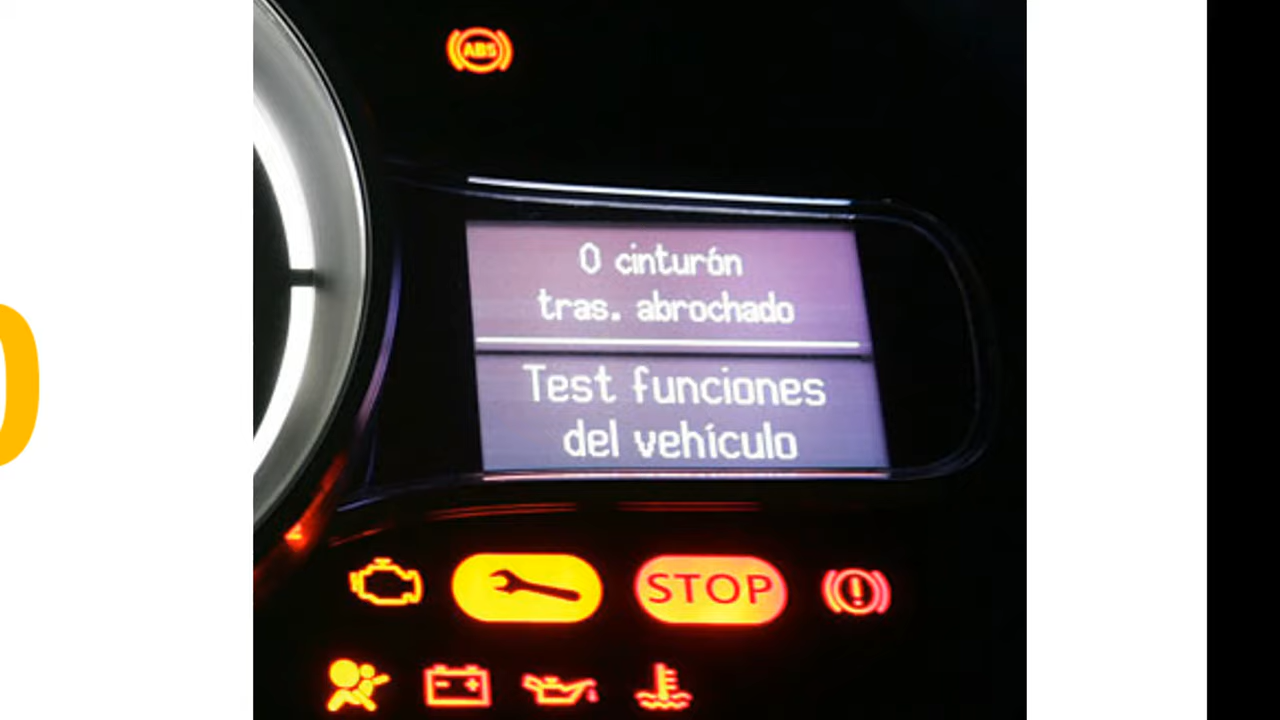 ABS
0 cinturón
tras. abrochado
Test funciones
del vehículo
STOP